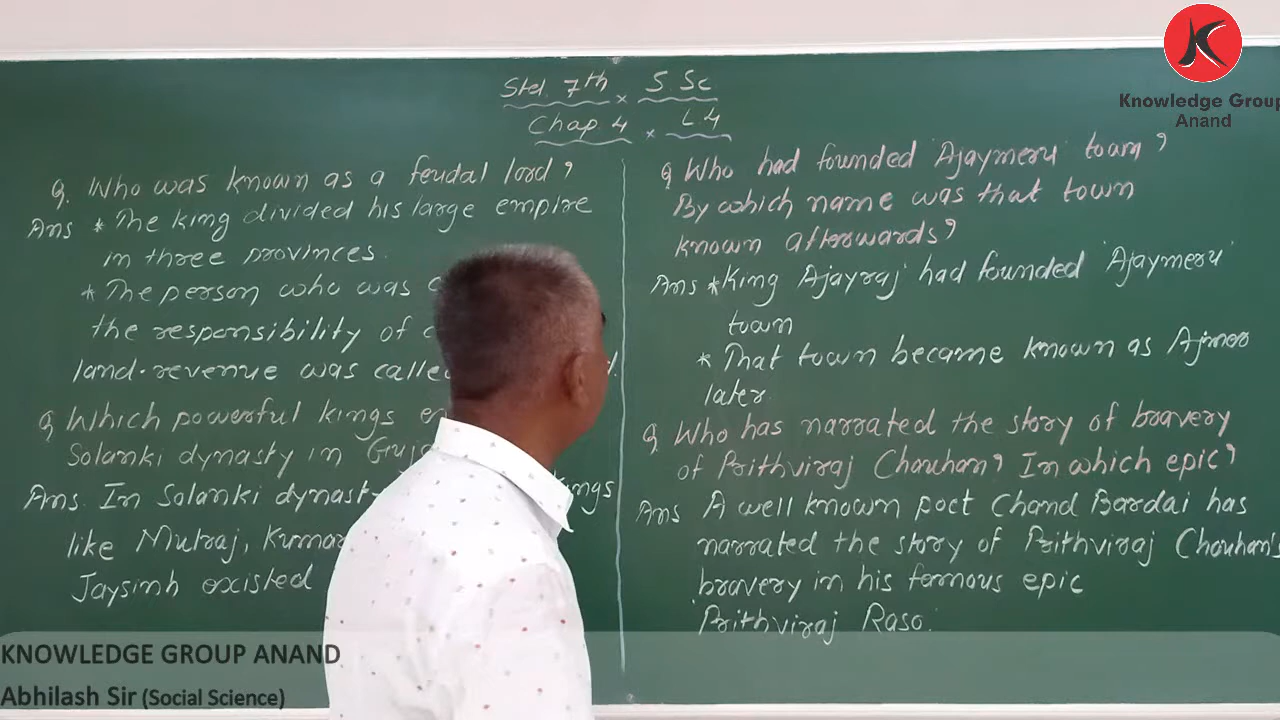 Std. 7th × S Sc
Chap. 4 × L 4
Q. Who was known as a feudal lord?
Ans * The king divided his large empire
in three provinces.
* The person who was
the responsibility of
land-revenue was
Q Which powerful kings
Solanki dynasty in
Ans. In Solanki
like Mulraj,
Jaysinh existed
Q Who had founded 'Ajaymeru' town?
By which name was that town
known afterwards?
Ans * King Ajayraj had founded 'Ajaymeru'
town
* That town became known as Ajmer
later.
Q Who has narrated the story of bravery
of Prithviraj Chauhan? In which epic?
Ans A well known poet Chand Bardai has
narrated the story of Prithviraj Chauhan's
bravery in his famous epic
'Prithviraj Raso.'
K
Knowledge Group
Anand
KNOWLEDGE GROUP ANAND
Abhilash Sir (Social Science)